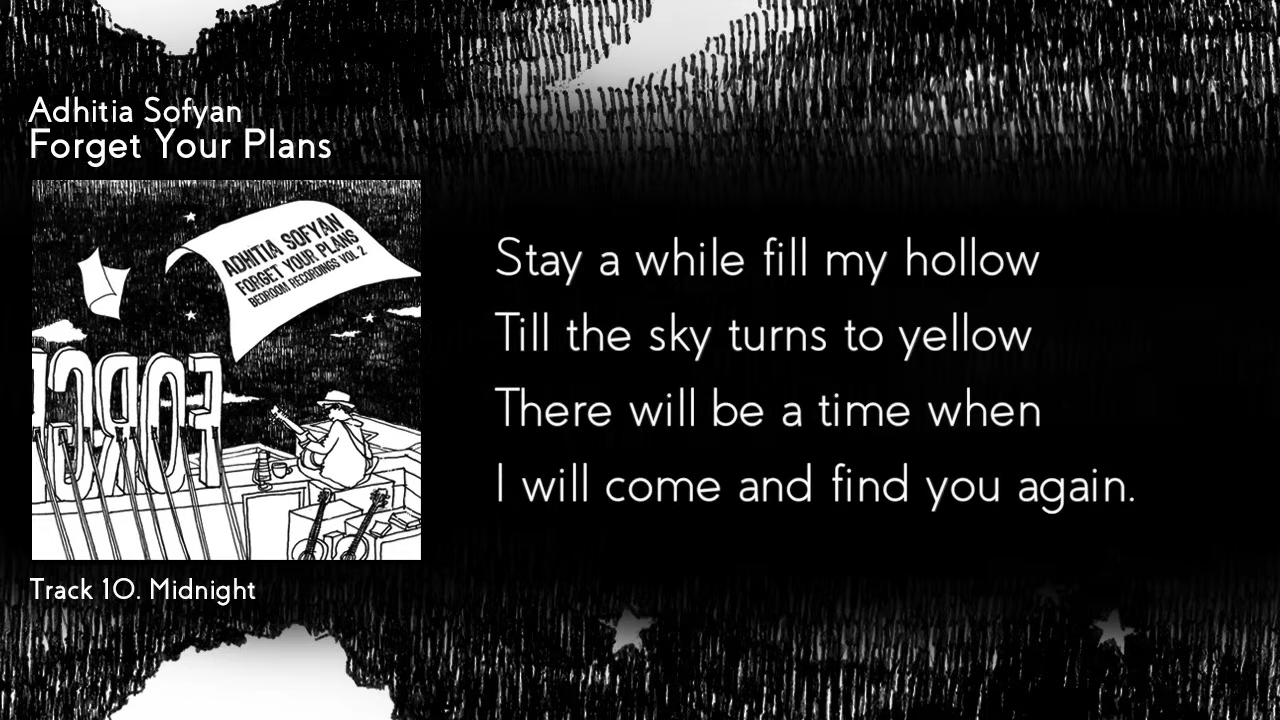 Adhitia Sofyan
Forget Your Plans
ADHITIA SOFYAN
FORGET YOUR PLANS
BEDROOM RECORDINGS VOL 2
FORG
Track 10. Midnight
Stay a while fill my hollow
Till the sky turns to yellow
There will be a time when
I will come and find you again.